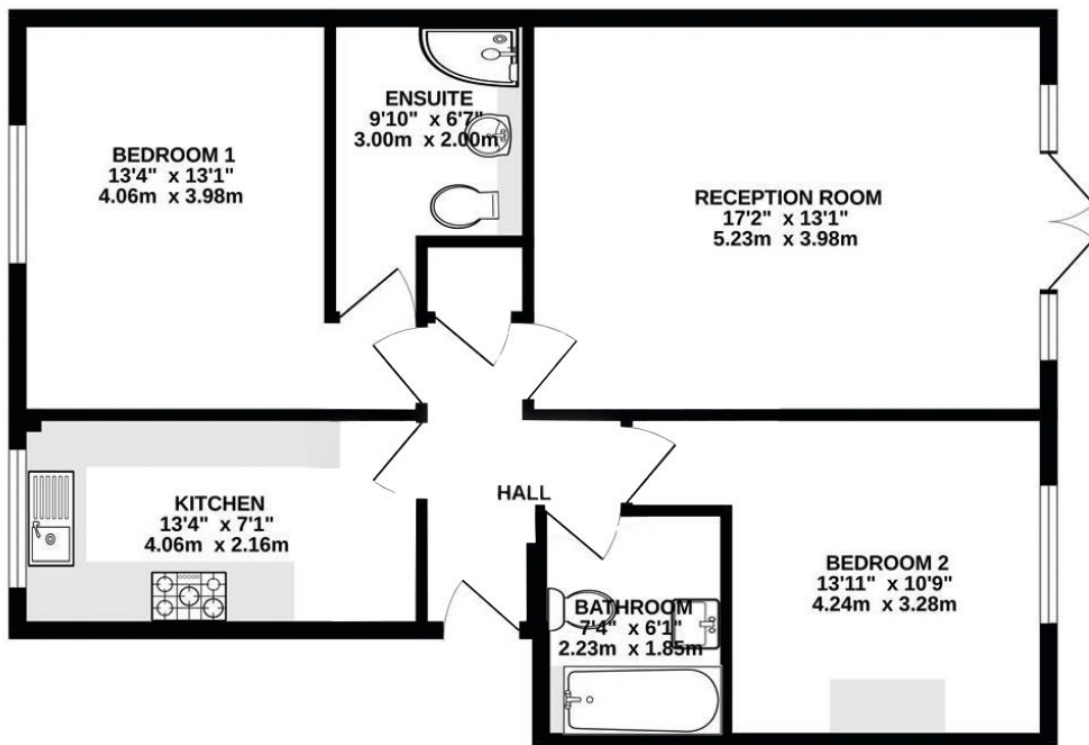 ENSUITE
9'10" x 6'7"
3.00m x 2.00m
BEDROOM 1
13'4" x 13'1"
4.06m x 3.98m
RECEPTION ROOM
17'2" x 13'1"
5.23m x 3.98m
HALL
KITCHEN
13'4" x 7'1"
4.06m x 2.16m
BEDROOM 2
13'11" x 10'9"
4.24m x 3.28m
BATHROOM
7'4" x 6'1"
2.23m x 1.85m